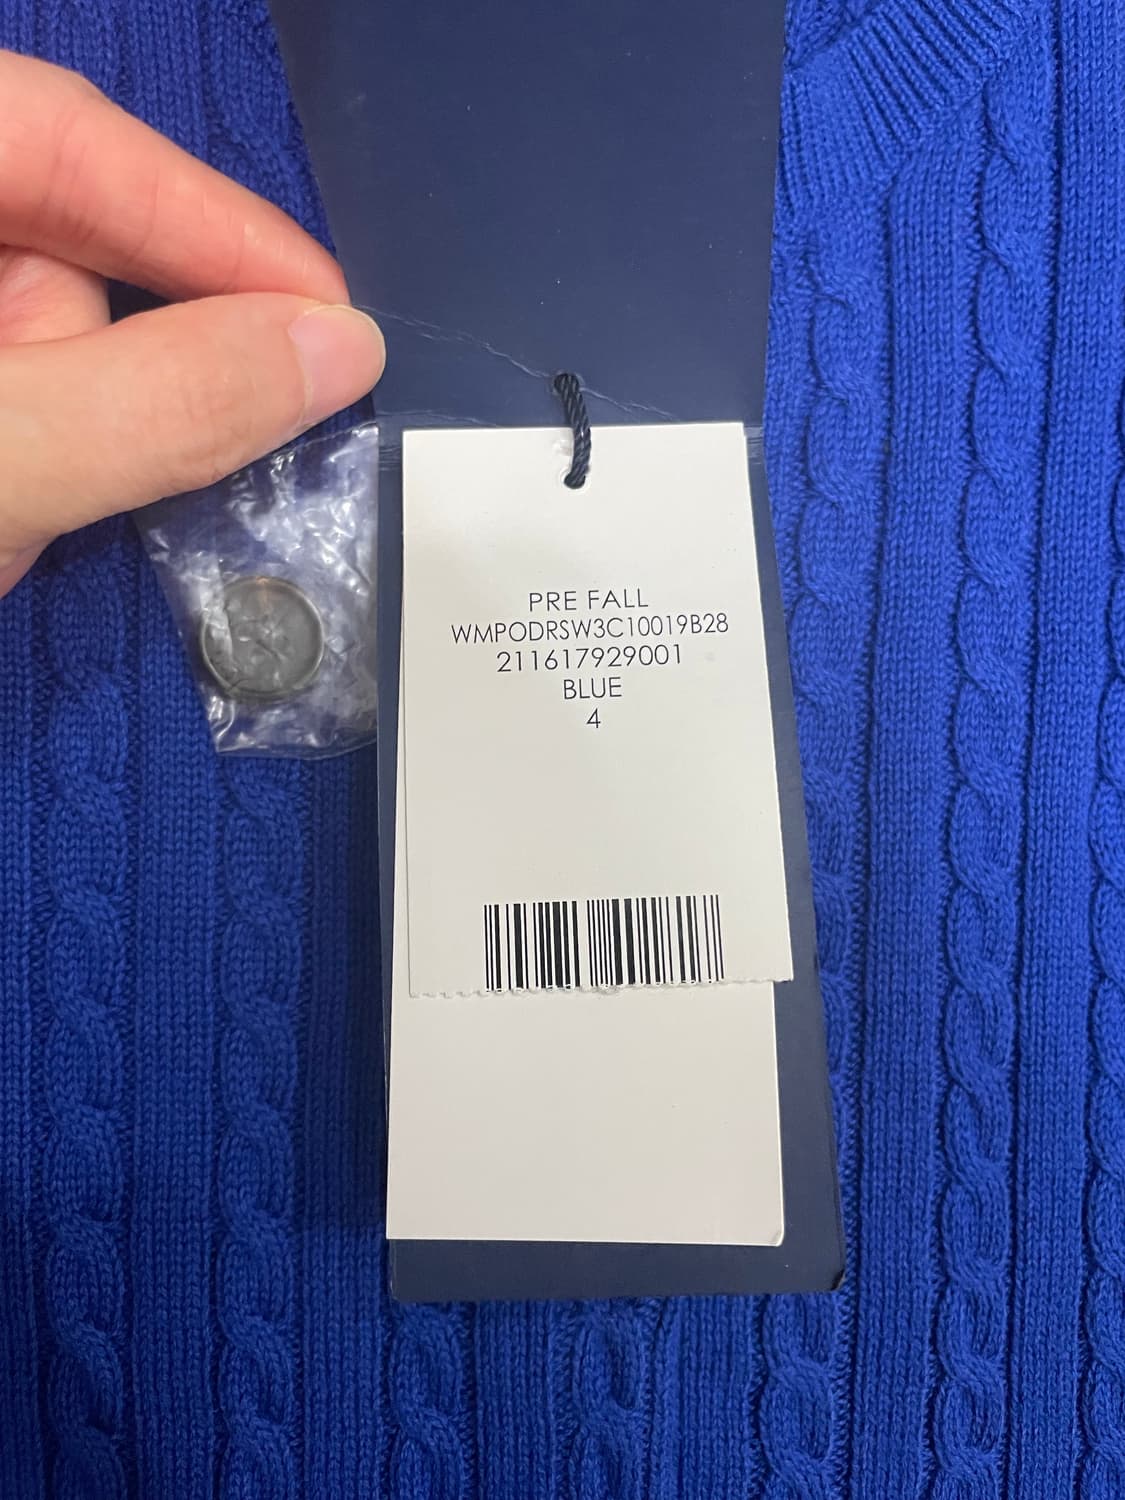 PRE FALL
WMPODRSW3C10019B28
211617929001
BLUE
4